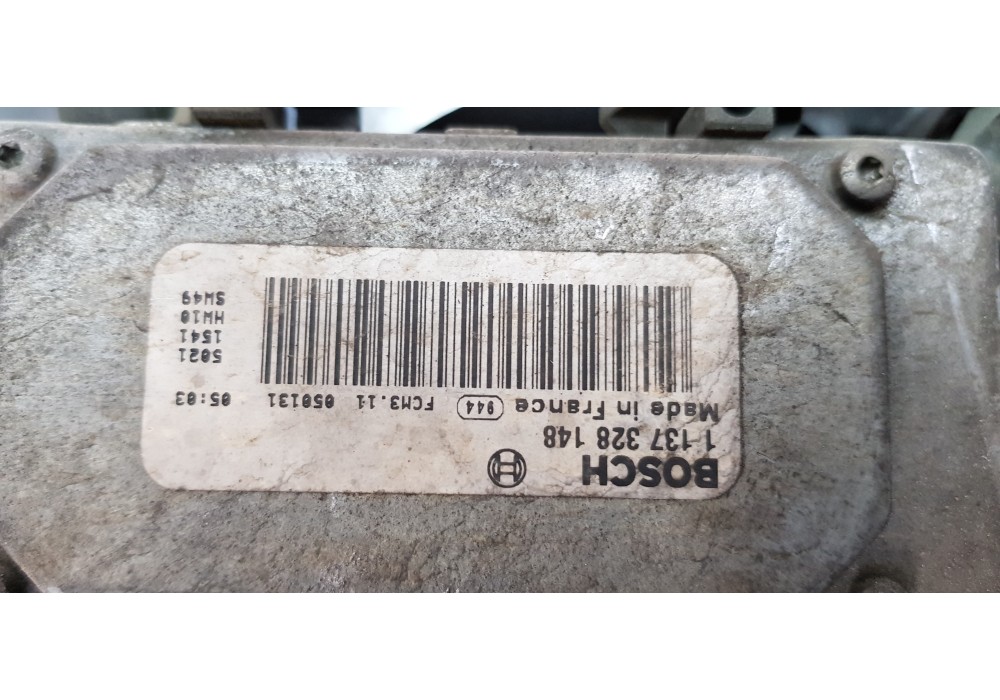 BOSCH
1 137 328 148
Made in France 944 FCM3.11 050131 05:03
5021
1541
HW10
SW49